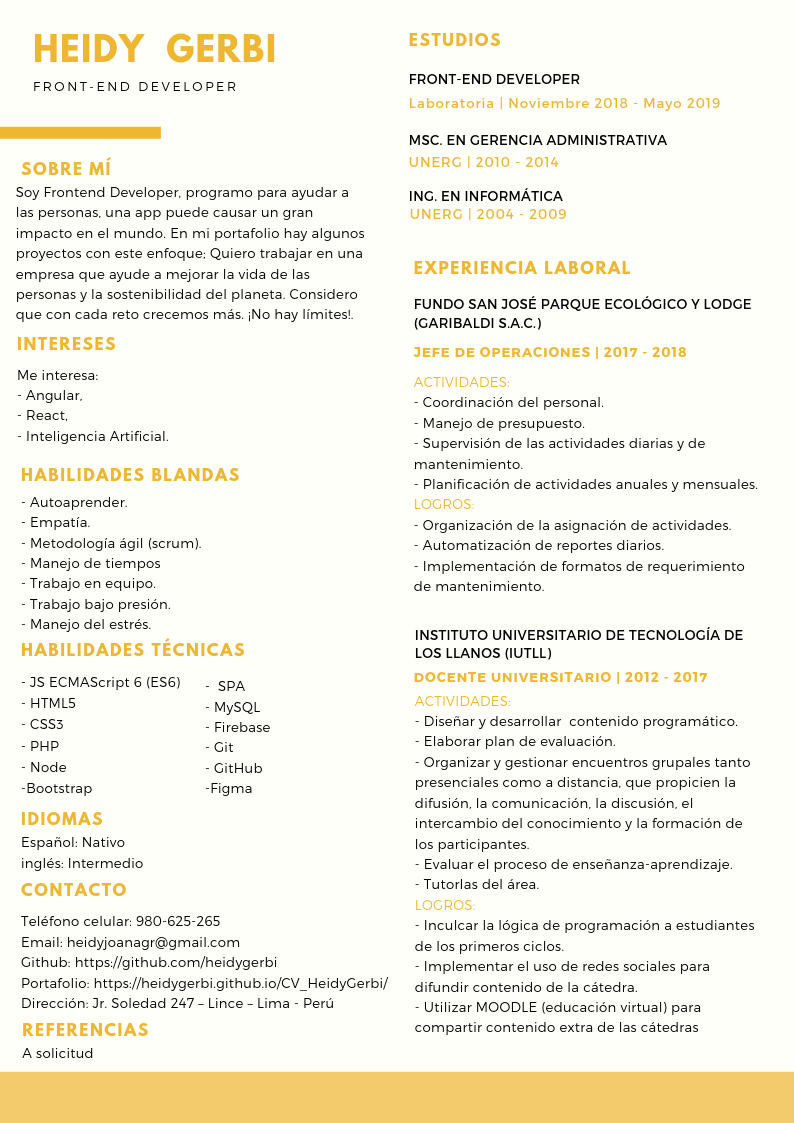 HEIDY GERBI
FRONT-END DEVELOPER
SOBRE MÍ
Soy Frontend Developer, programo para ayudar a
las personas, una app puede causar un gran
impacto en el mundo. En mi portafolio hay algunos
proyectos con este enfoque; Quiero trabajar en una
empresa que ayude a mejorar la vida de las
personas y la sostenibilidad del planeta. Considero
que con cada reto crecemos más. ¡No hay límites!.
INTERESES
Me interesa:
- Angular,
- React,
- Inteligencia Artificial.
HABILIDADES BLANDAS
- Autoaprender.
- Empatía.
- Metodología ágil (scrum).
- Manejo de tiempos
- Trabajo en equipo.
- Trabajo bajo presión.
- Manejo del estrés.
HABILIDADES TÉCNICAS
- JS ECMAScript 6 (ES6)
- HTML5
- CSS3
- PHP
- Node
-Bootstrap
- SPA
- MySQL
- Firebase
- Git
- GitHub
-Figma
IDIOMAS
Español: Nativo
inglés: Intermedio
CONTACTO
Teléfono celular: 980-625-265
Email: heidyjoanagr@gmail.com
Github: https://github.com/heidygerbi
Portafolio: https://heidygerbi.github.io/CV_HeidyGerbi/
Dirección: Jr. Soledad 247 – Lince – Lima - Perú
REFERENCIAS
A solicitud
ESTUDIOS
FRONT-END DEVELOPER
Laboratoria | Noviembre 2018 - Mayo 2019
MSC. EN GERENCIA ADMINISTRATIVA
UNERG | 2010 - 2014
ING. EN INFORMÁTICA
UNERG | 2004 - 2009
EXPERIENCIA LABORAL
FUNDO SAN JOSÉ PARQUE ECOLÓGICO Y LODGE
(GARIBALDI S.A.C.)
JEFE DE OPERACIONES | 2017 - 2018
ACTIVIDADES:
- Coordinación del personal.
- Manejo de presupuesto.
- Supervisión de las actividades diarias y de
mantenimiento.
- Planificación de actividades anuales y mensuales.
LOGROS:
- Organización de la asignación de actividades.
- Automatización de reportes diarios.
- Implementación de formatos de requerimiento
de mantenimiento.
INSTITUTO UNIVERSITARIO DE TECNOLOGÍA DE
LOS LLANOS (IUTLL)
DOCENTE UNIVERSITARIO | 2012 - 2017
ACTIVIDADES:
- Diseñar y desarrollar contenido programático.
- Elaborar plan de evaluación.
- Organizar y gestionar encuentros grupales tanto
presenciales como a distancia, que propicien la
difusión, la comunicación, la discusión, el
intercambio del conocimiento y la formación de
los participantes.
- Evaluar el proceso de enseñanza-aprendizaje.
- Tutorlas del área.
LOGROS:
- Inculcar la lógica de programación a estudiantes
de los primeros ciclos.
- Implementar el uso de redes sociales para
difundir contenido de la cátedra.
- Utilizar MOODLE (educación virtual) para
compartir contenido extra de las cátedras